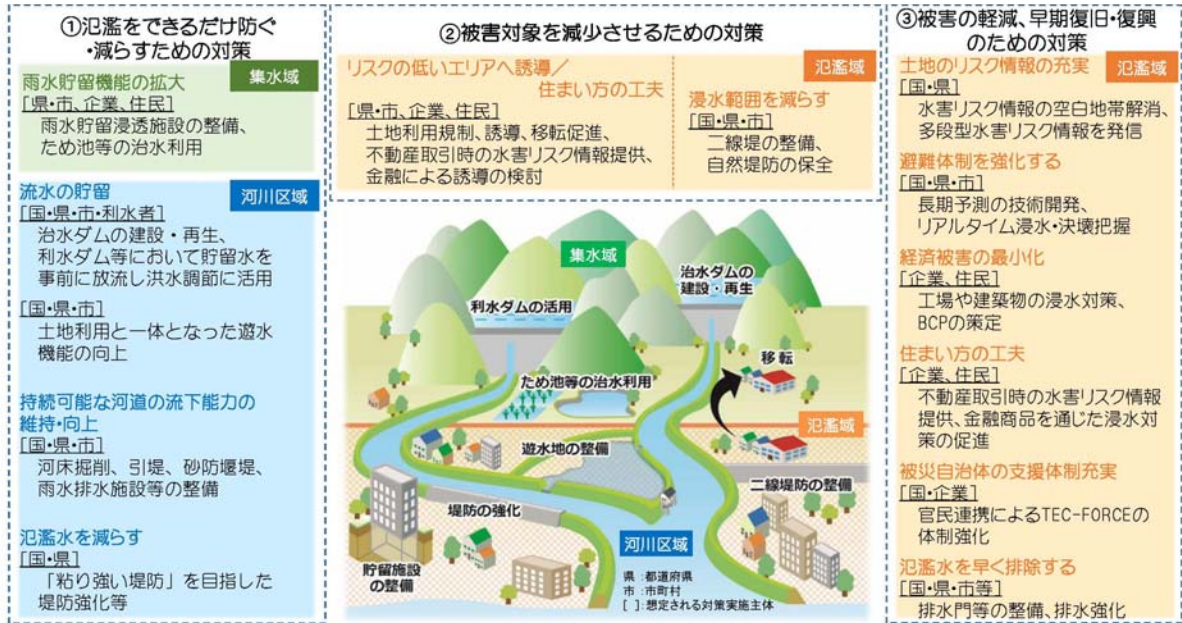 ①氾濫をできるだけ防ぐ
・減らすための対策
集水域
雨水貯留機能の拡大
[県・市、企業、住民]
雨水貯留浸透施設の整備、
ため池等の治水利用
河川区域
流水の貯留
[国・県・市・利水者]
治水ダムの建設・再生、
利水ダム等において貯留水を
事前に放流し洪水調節に活用
[国・県・市]
土地利用と一体となった遊水
機能の向上
持続可能な河道の流下能力の
維持・向上
[国・県・市]
河床掘削、引堤、砂防堰堤、
雨水排水施設等の整備
氾濫水を減らす
[国・県]
「粘り強い堤防」を目指した
堤防強化等
②被害対象を減少させるための対策
リスクの低いエリアへ誘導/
住まい方の工夫
[県・市、企業、住民]
土地利用規制、誘導、移転促進、
不動産取引時の水害リスク情報提供、
金融による誘導の検討
氾濫域
浸水範囲を減らす
[国・県・市]
二線堤の整備、
自然堤防の保全
集水域
治水ダムの
建設・再生
利水ダムの活用
移転
ため池等の治水利用
氾濫域
遊水地の整備
二線堤防の整備
堤防の強化
河川区域
貯留施設
の整備
県:都道府県
市:市町村
[ ]:想定される対策実施主体
③被害の軽減、早期復旧・復興
のための対策
土地のリスク情報の充実
氾濫域
[国・県]
水害リスク情報の空白地帯解消、
多段型水害リスク情報を発信
避難体制を強化する
[国・県・市]
長期予測の技術開発、
リアルタイム浸水・決壊把握
経済被害の最小化
[企業、住民]
工場や建築物の浸水対策、
BCPの策定
住まい方の工夫
[企業、住民]
不動産取引時の水害リスク情報
提供、金融商品を通じた浸水対
策の促進
被災自治体の支援体制充実
[国・企業]
官民連携によるTEC-FORCEの
体制強化
氾濫水を早く排除する
[国・県・市等]
排水門等の整備、排水強化